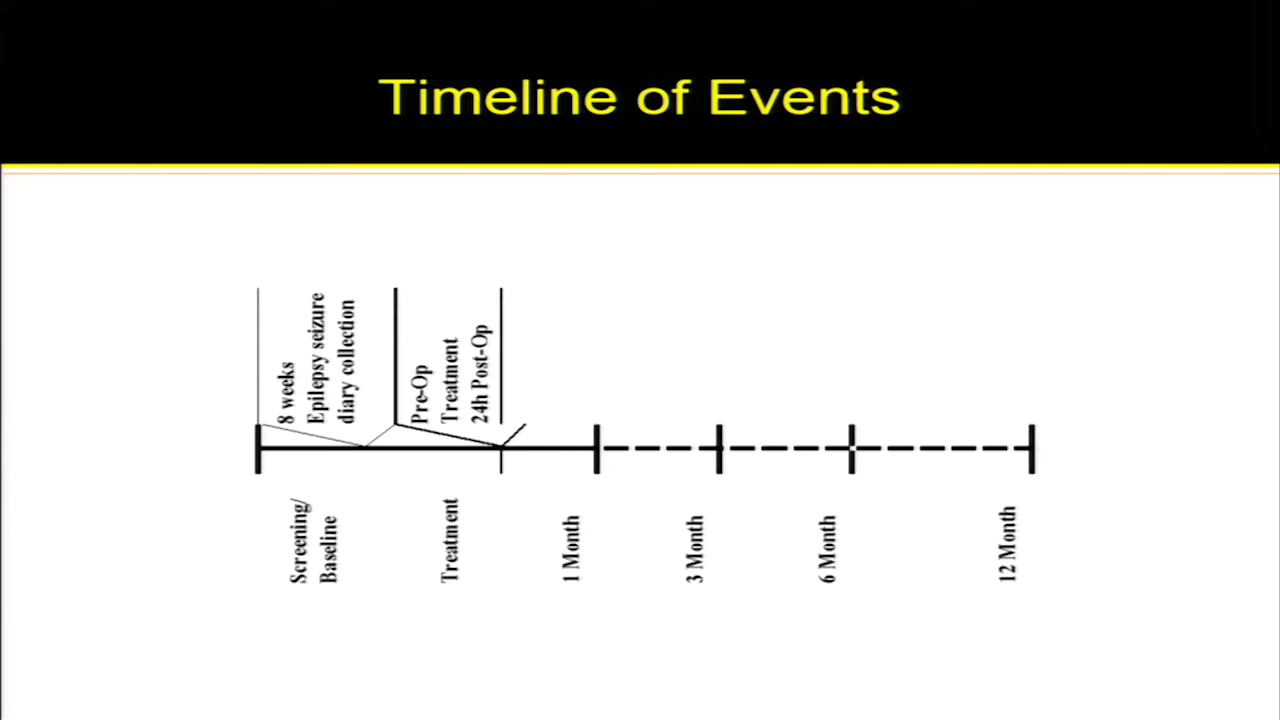 Timeline of Events
8 weeks
Epilepsy seizure
diary collection
Pre-Op
Treatment
24h Post-Op
Screening/
Baseline
Treatment
1 Month
3 Month
6 Month
12 Month